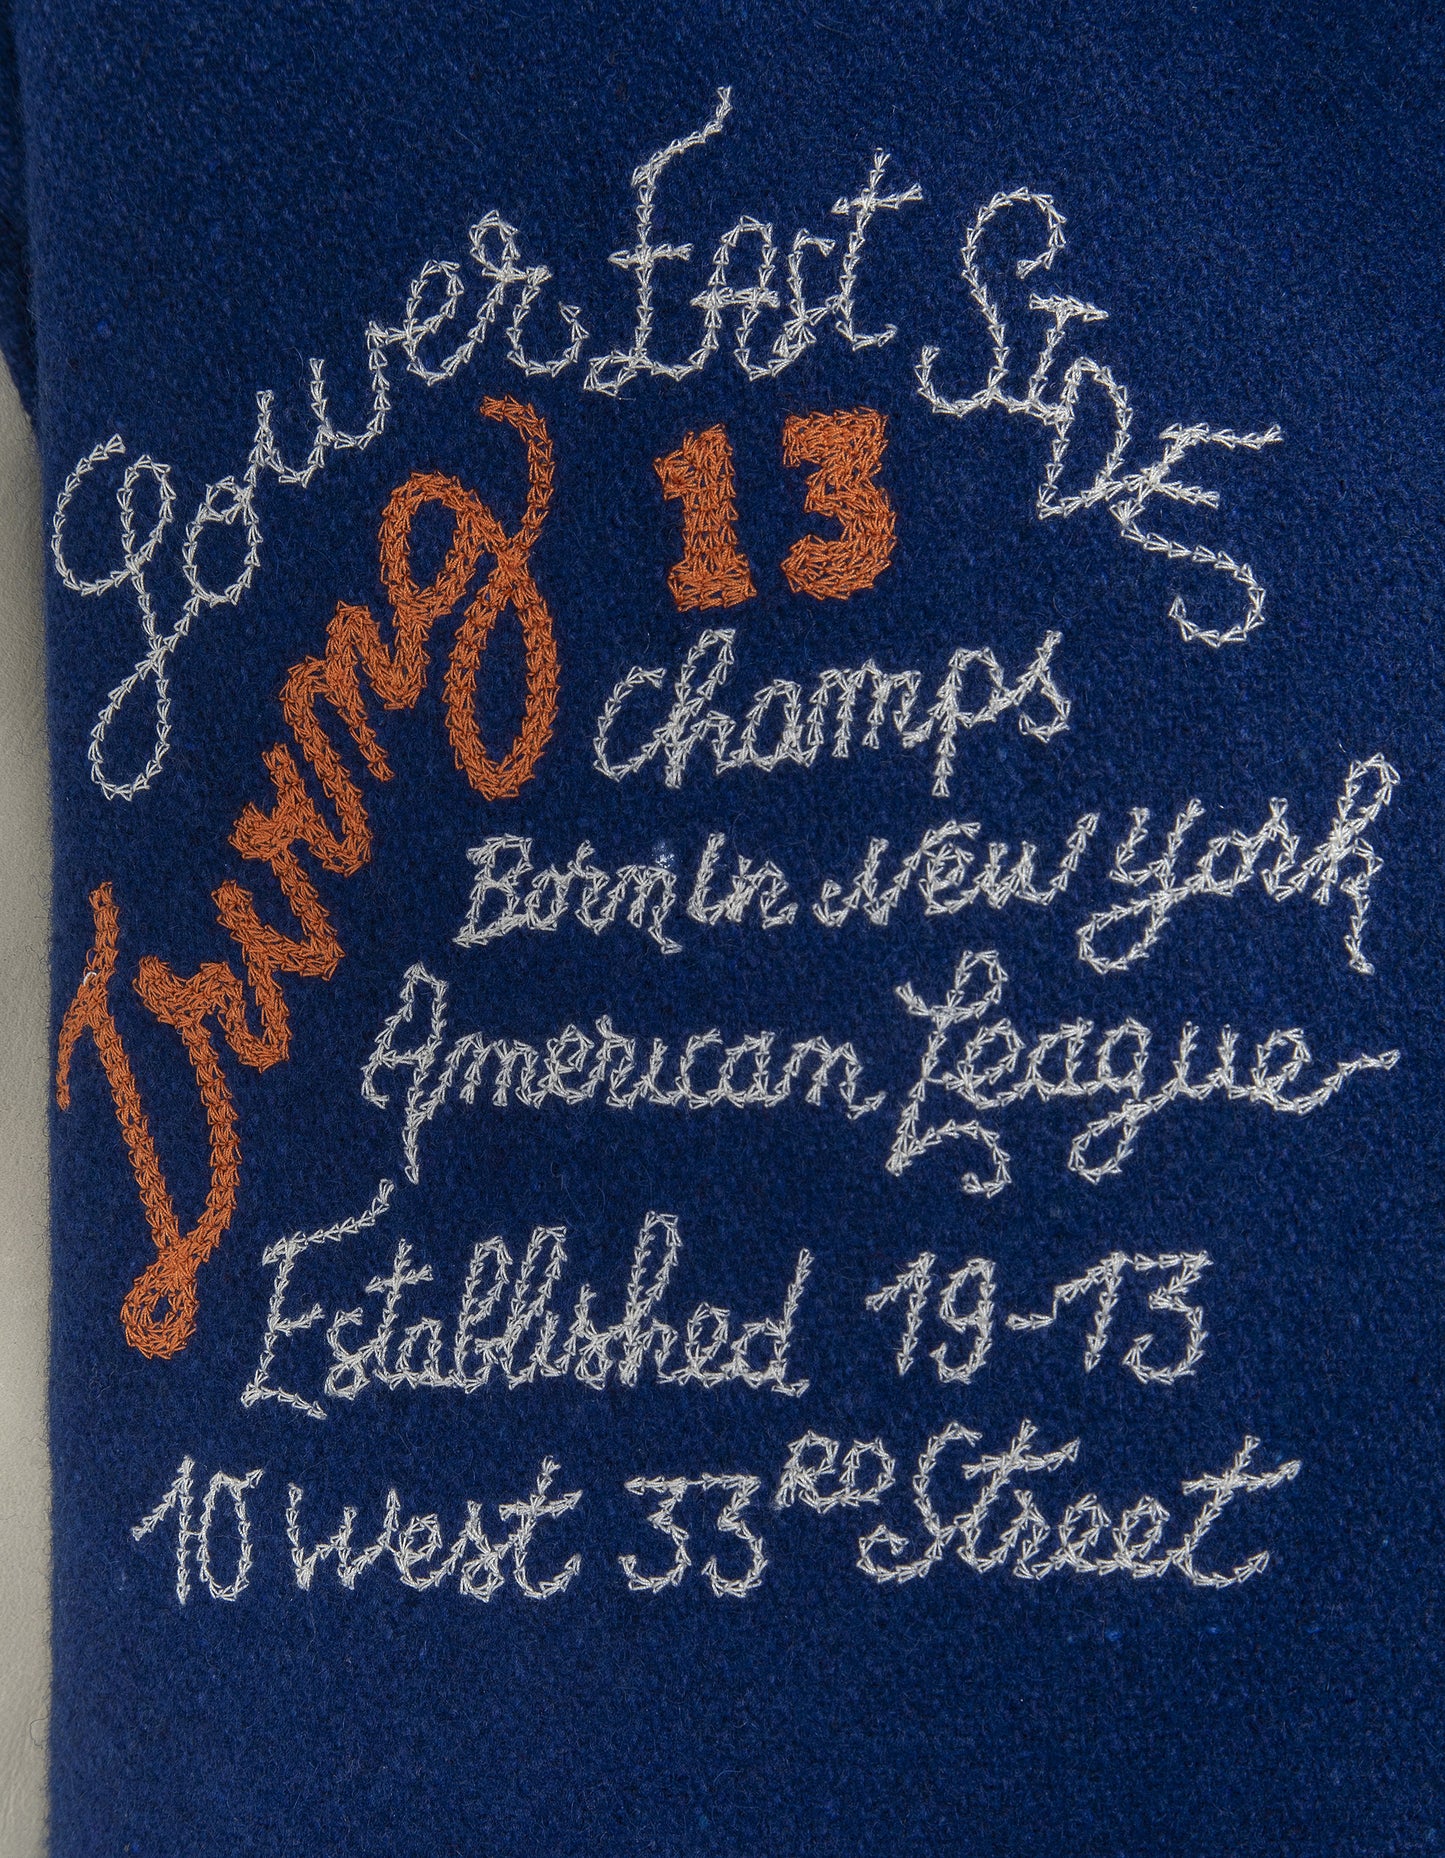 Lower East Side
Irving
13
champs
Born In New York
American League
Established 19-13
10 West 33RD Street